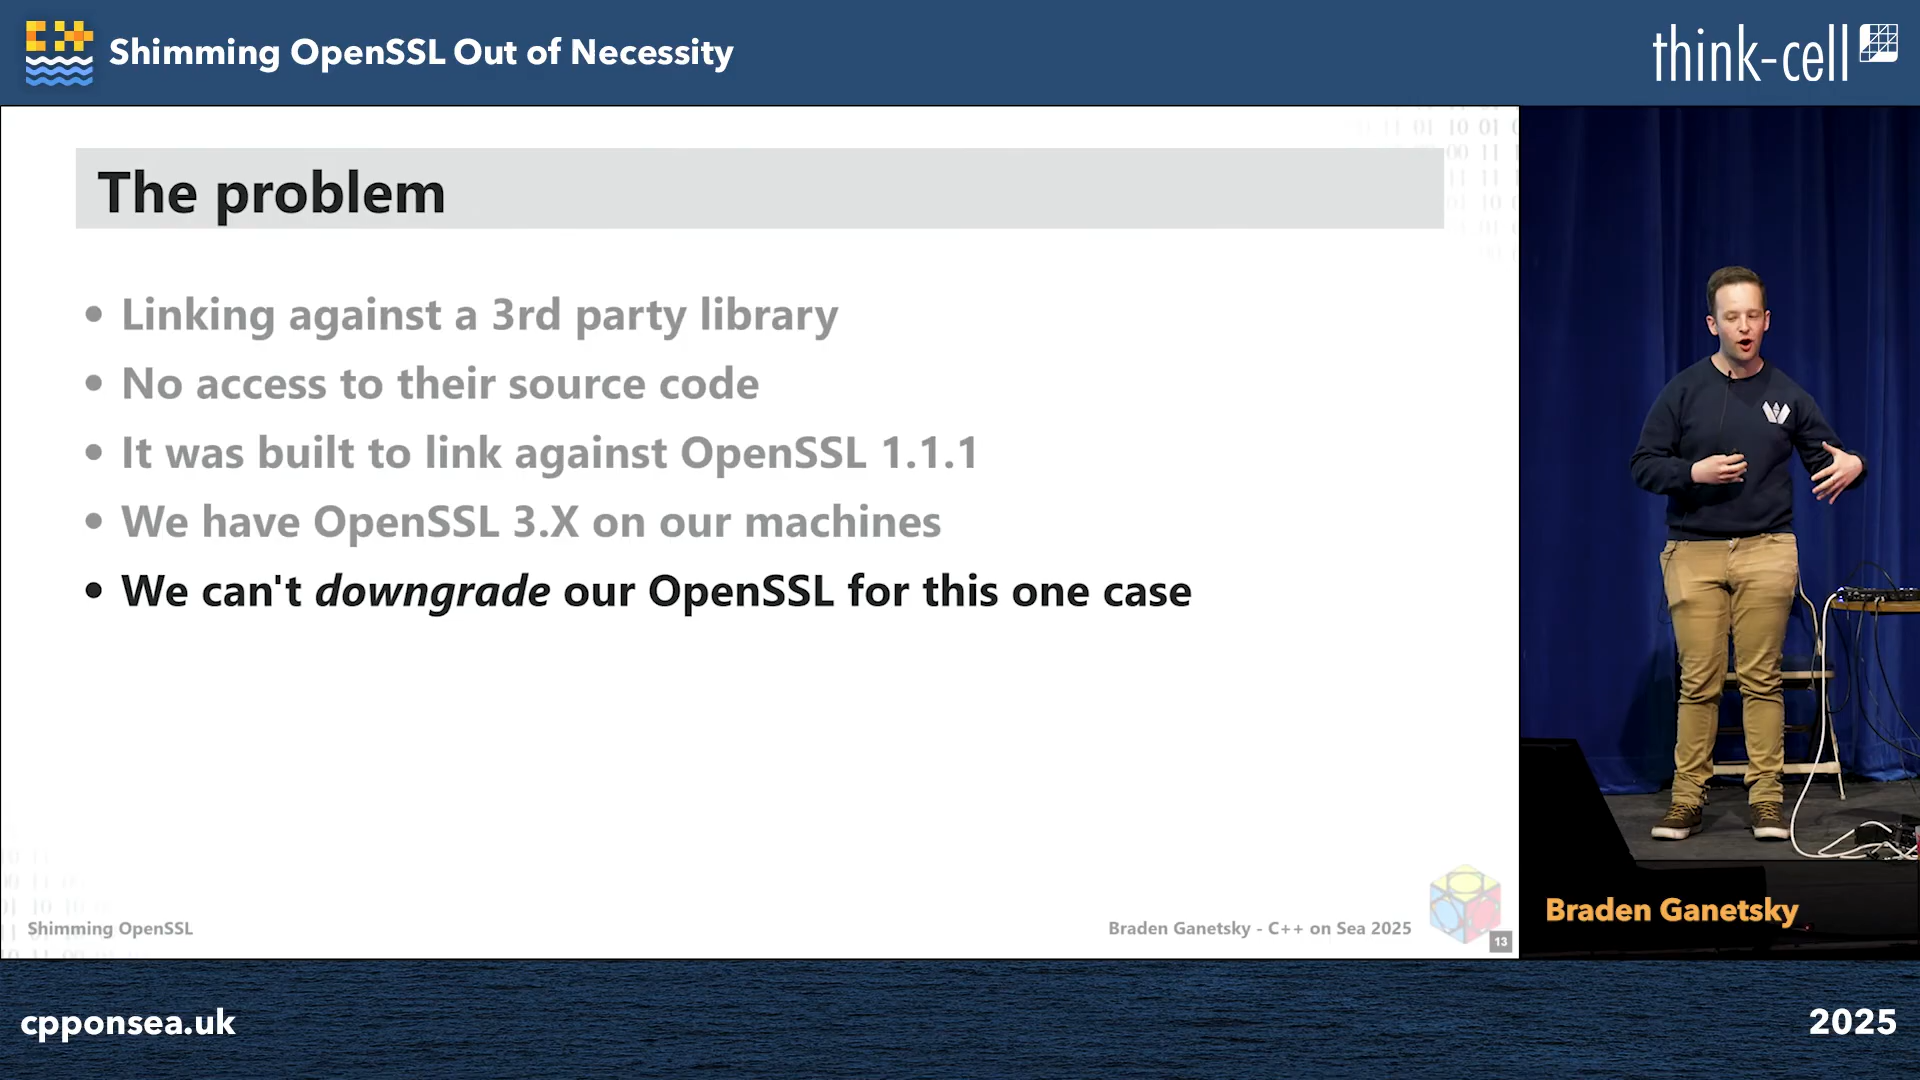 Shimming OpenSSL Out of Necessity
think-cell
The problem
• Linking against a 3rd party library
• No access to their source code
• It was built to link against OpenSSL 1.1.1
• We have OpenSSL 3.X on our machines
• We can't downgrade our OpenSSL for this one case
Shimming OpenSSL
Braden Ganetsky - C++ on Sea 2025
13
Braden Ganetsky
cpponsea.uk
2025